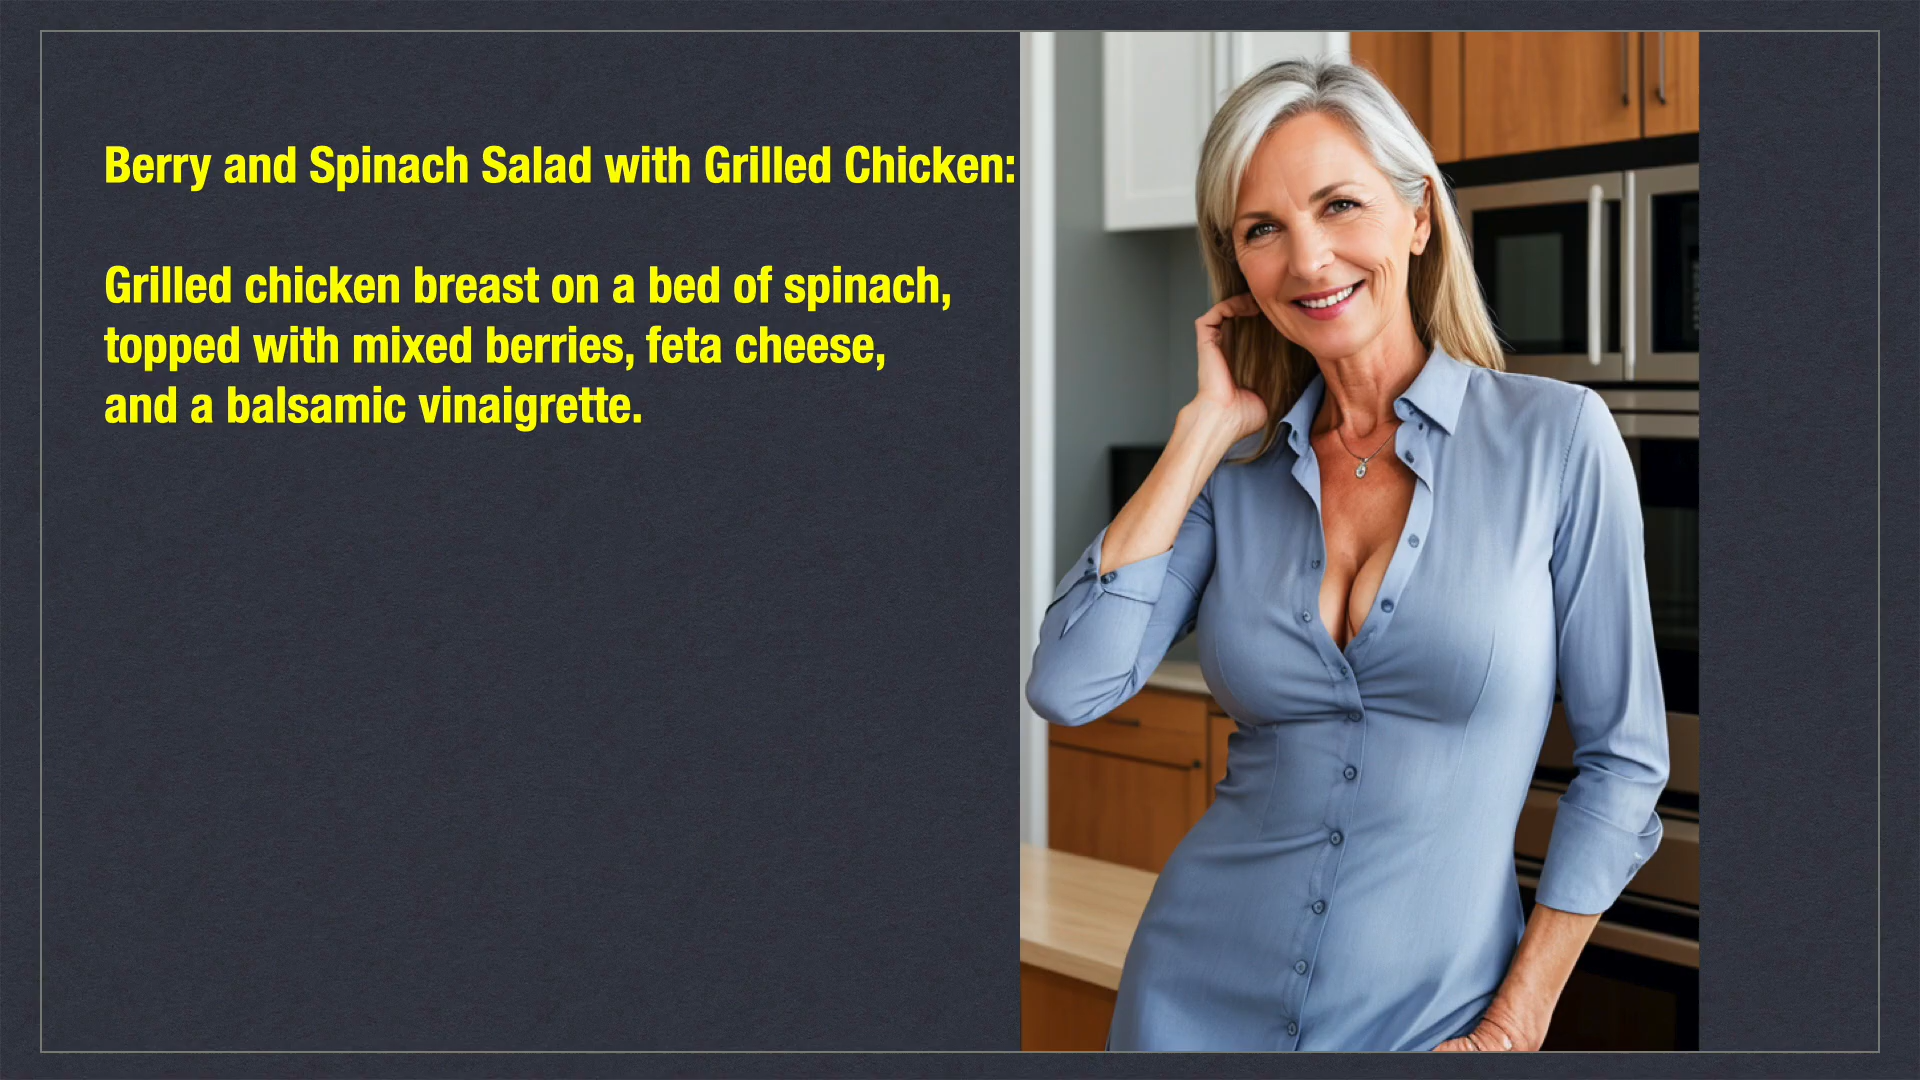 Berry and Spinach Salad with Grilled Chicken:
Grilled chicken breast on a bed of spinach,
topped with mixed berries, feta cheese,
and a balsamic vinaigrette.